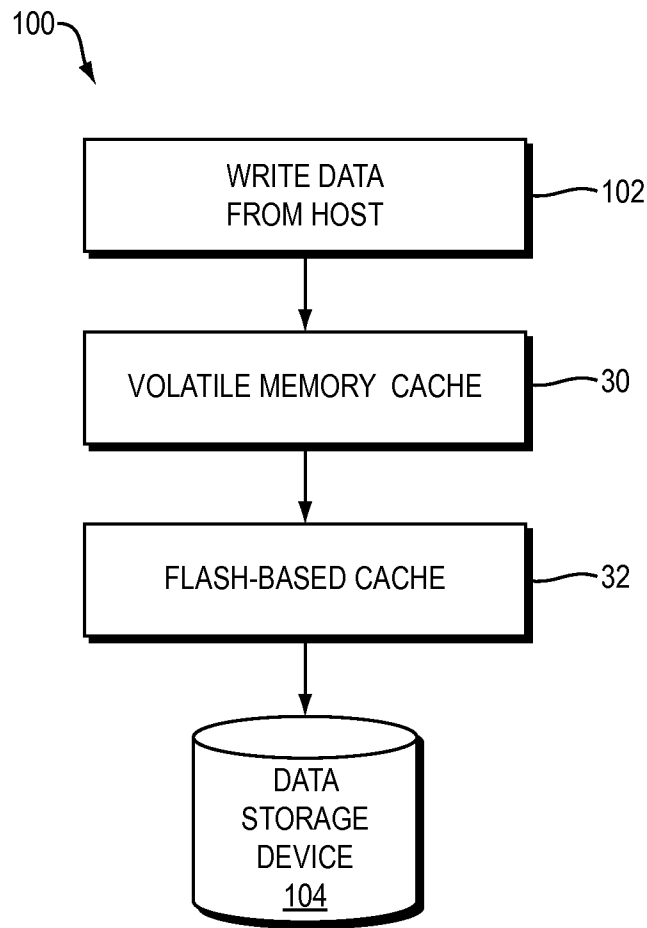 100
WRITE DATA
FROM HOST
102
VOLATILE MEMORY CACHE
30
FLASH-BASED CACHE
32
DATA
STORAGE
DEVICE
104